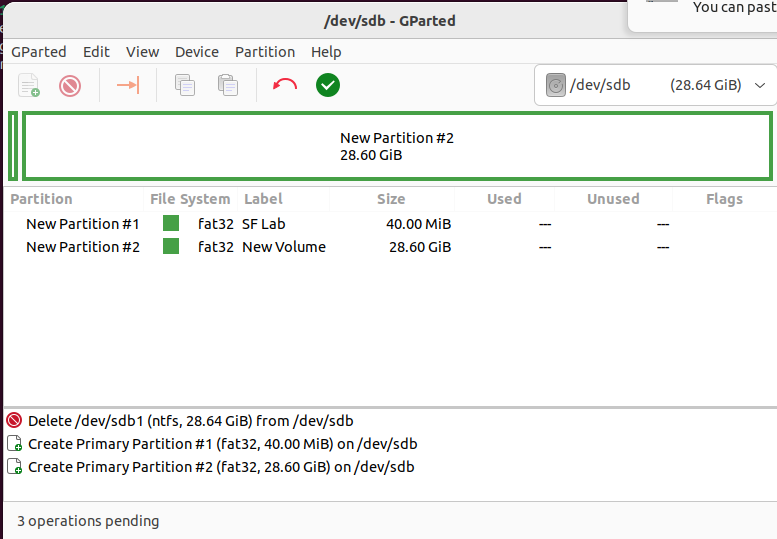 You can past
/dev/sdb - GParted
GParted Edit View Device Partition Help
/dev/sdb (28.64 GiB)
New Partition #2
28.60 GiB
Partition File System Label Size Used Unused Flags
New Partition #1 fat32 SF Lab 40.00 MiB --- ---
New Partition #2 fat32 New Volume 28.60 GiB --- ---
Delete /dev/sdb1 (ntfs, 28.64 GiB) from /dev/sdb
Create Primary Partition #1 (fat32, 40.00 MiB) on /dev/sdb
Create Primary Partition #2 (fat32, 28.60 GiB) on /dev/sdb
3 operations pending